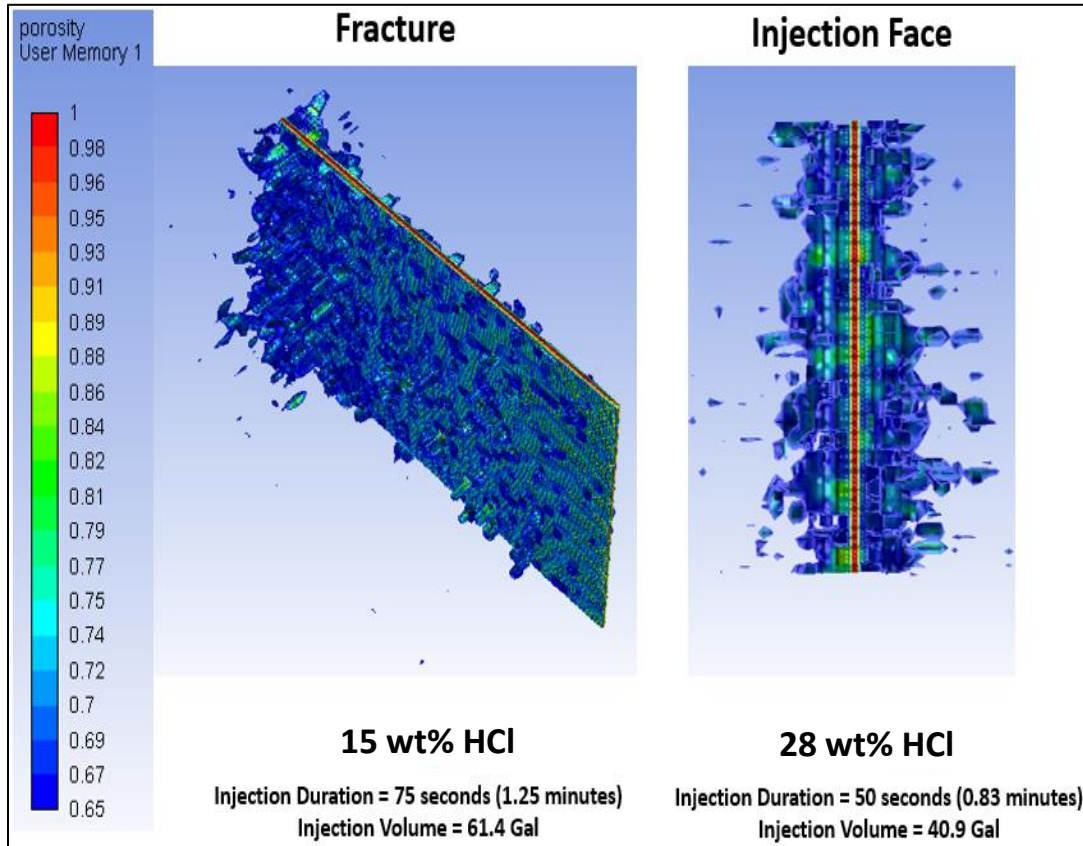 porosity
User Memory 1
1
0.98
0.96
0.95
0.93
0.91
0.89
0.88
0.86
0.84
0.82
0.81
0.79
0.77
0.75
0.74
0.72
0.7
0.69
0.67
0.65
Fracture
Injection Face
15 wt% HCl
Injection Duration = 75 seconds (1.25 minutes)
Injection Volume = 61.4 Gal
28 wt% HCl
Injection Duration = 50 seconds (0.83 minutes)
Injection Volume = 40.9 Gal